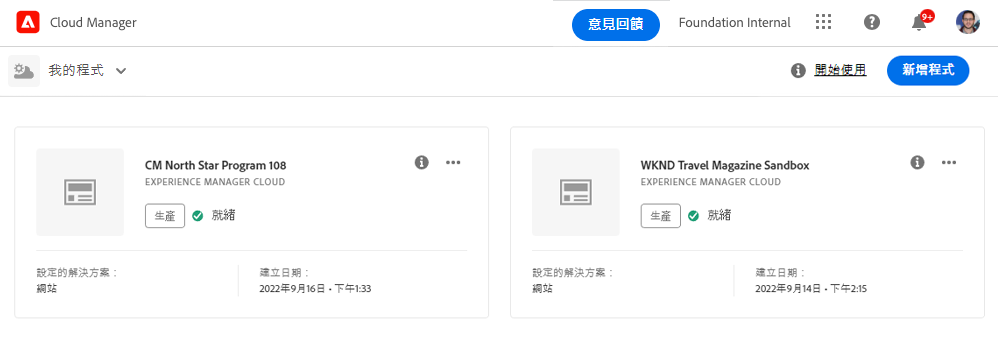 Cloud Manager
意見回饋
Foundation Internal
9+
我的程式
開始使用
新增程式
CM North Star Program 108
EXPERIENCE MANAGER CLOUD
生產
就緒
設定的解決方案：
網站
建立日期：
2022年9月16日 • 下午1:33
WKND Travel Magazine Sandbox
EXPERIENCE MANAGER CLOUD
生產
就緒
設定的解決方案：
網站
建立日期：
2022年9月14日 • 下午2:15